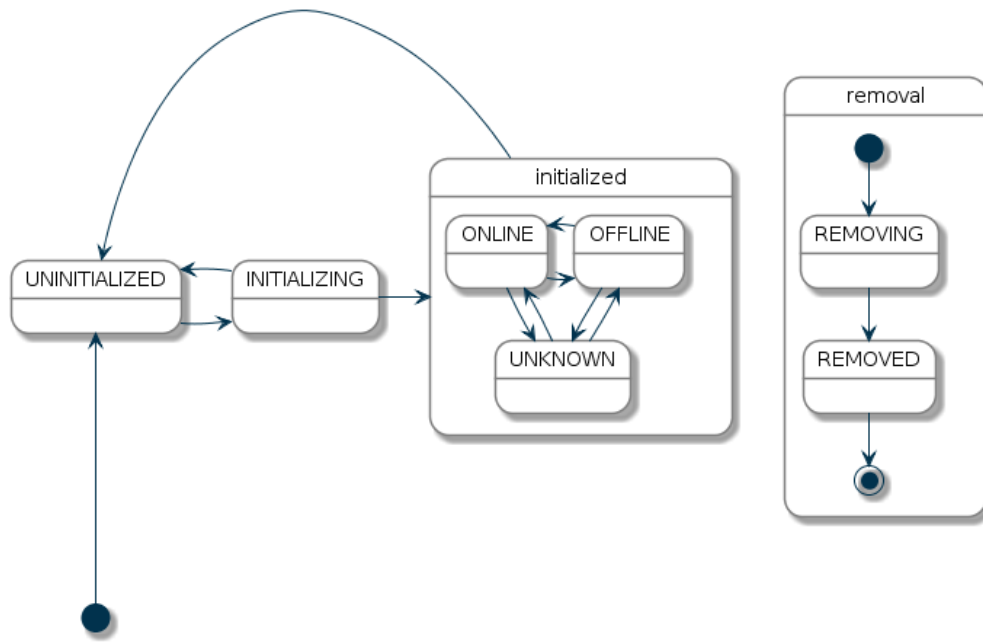 removal
initialized
ONLINE
OFFLINE
REMOVING
UNINITIALIZED
INITIALIZING
UNKNOWN
REMOVED